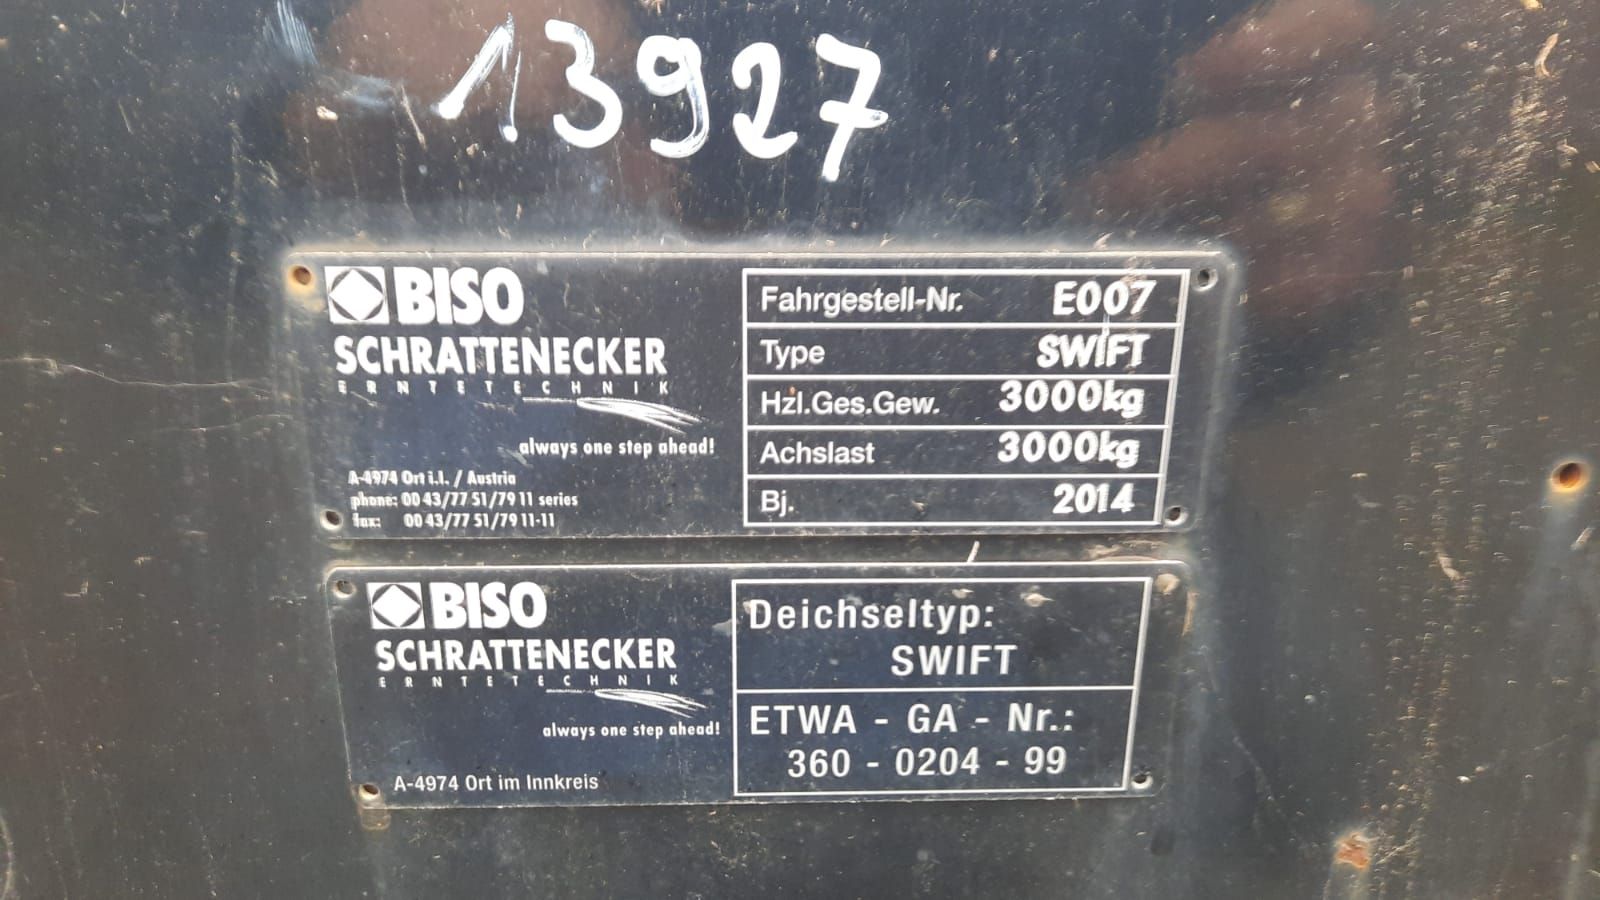 13927
BISO
SCHRATTENECKER
ERNTETECHNIK
always one step ahead!
A-4974 Ort i.I. / Austria
phone: 00 43/77 51/79 11 series
fax: 00 43/77 51/79 11-11
Fahrgestell-Nr. E007
Type SWIFT
Hzl.Ges.Gew. 3000kg
Achslast 3000kg
Bj. 2014
BISO
SCHRATTENECKER
ERNTETECHNIK
always one step ahead!
A-4974 Ort im Innkreis
Deichseltyp:
SWIFT
ETWA - GA - Nr.:
360 - 0204 - 99